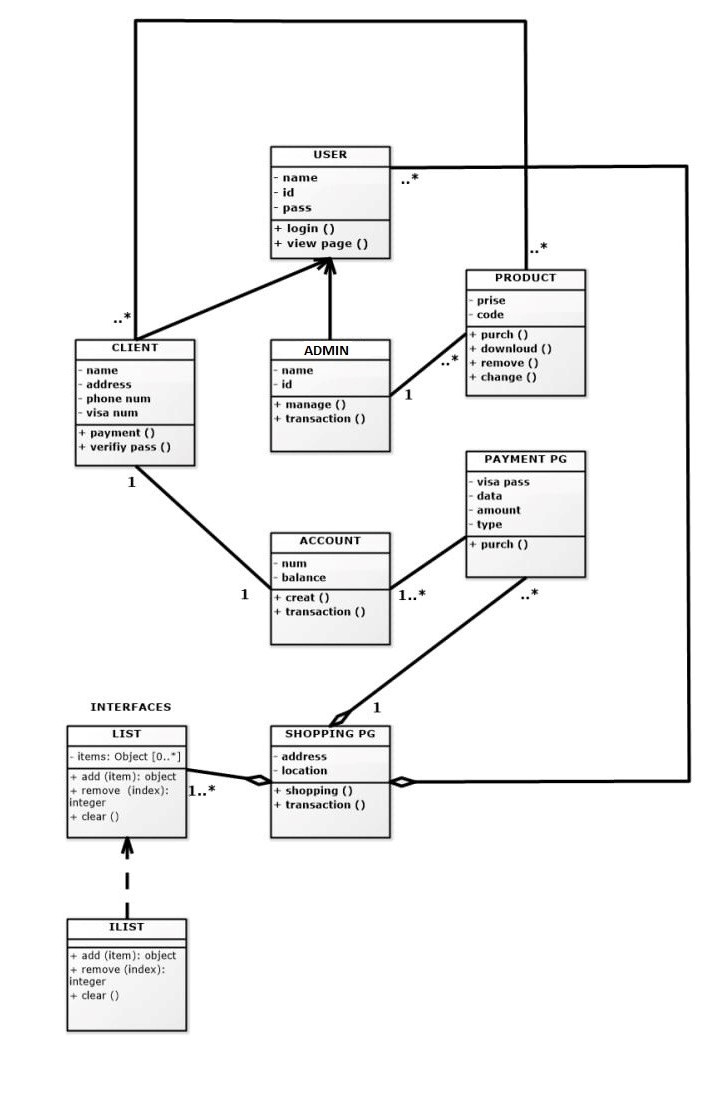 USER
- name
- id
- pass
+ login ()
+ view page ()
..*
..*
PRODUCT
- prise
- code
+ purch ()
+ downloud ()
+ remove ()
+ change ()
..*
CLIENT
- name
- address
- phone num
- visa num
+ payment ()
+ verifiy pass ()
ADMIN
- name
- id
+ manage ()
+ transaction ()
..*
1
PAYMENT PG
- visa pass
- data
- amount
- type
+ purch ()
1
ACCOUNT
- num
- balance
+ creat ()
+ transaction ()
1
1..*
..*
INTERFACES
LIST
- items: Object [0..*]
+ add (item): object
+ remove (index):
integer
+ clear ()
1..*
1
SHOPPING PG
- address
- location
+ shopping ()
+ transaction ()
ILIST
+ add (item): object
+ remove (index):
integer
+ clear ()